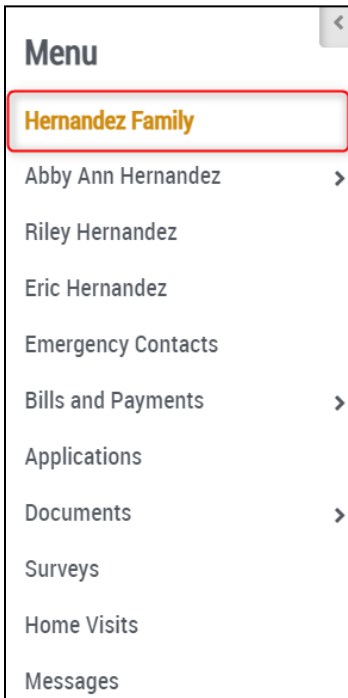 Menu
Hernandez Family
Abby Ann Hernandez
Riley Hernandez
Eric Hernandez
Emergency Contacts
Bills and Payments
Applications
Documents
Surveys
Home Visits
Messages